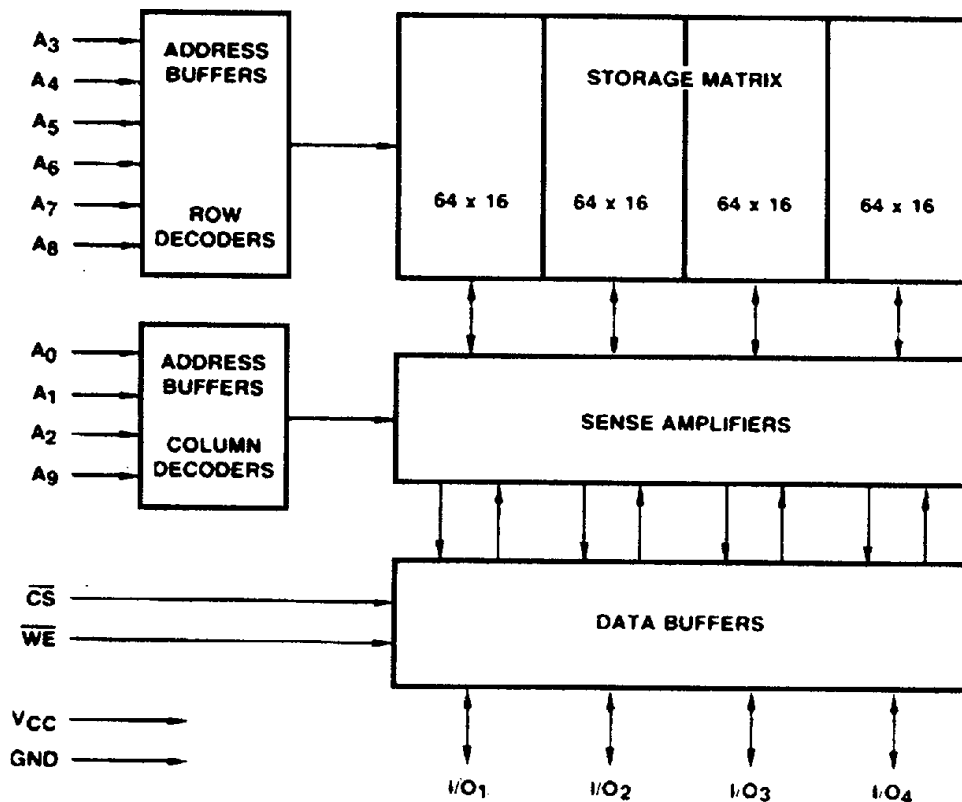 A3
A4
A5
A6
A7
A8
ADDRESS
BUFFERS
ROW
DECODERS
STORAGE MATRIX
64 x 16
64 x 16
64 x 16
64 x 16
A0
A1
A2
A9
ADDRESS
BUFFERS
COLUMN
DECODERS
SENSE AMPLIFIERS
C̅S̅
W̅E̅
DATA BUFFERS
VCC
GND
I/O1
I/O2
I/O3
I/O4